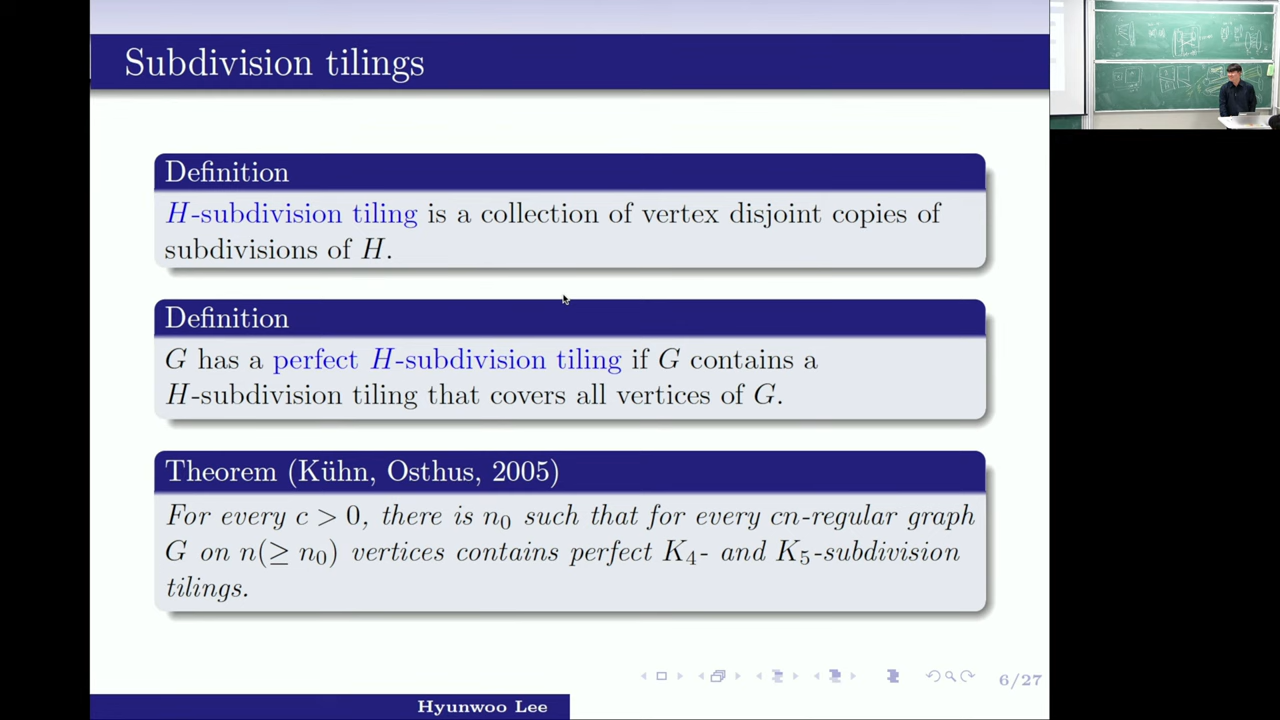 Subdivision tilings
Definition
H-subdivision tiling is a collection of vertex disjoint copies of
subdivisions of H.
Definition
G has a perfect H-subdivision tiling if G contains a
H-subdivision tiling that covers all vertices of G.
Theorem (Kühn, Osthus, 2005)
For every c > 0, there is n₀ such that for every cn-regular graph
G on n(≥ n₀) vertices contains perfect K₄- and K₅-subdivision
tilings.
6/27
Hyunwoo Lee